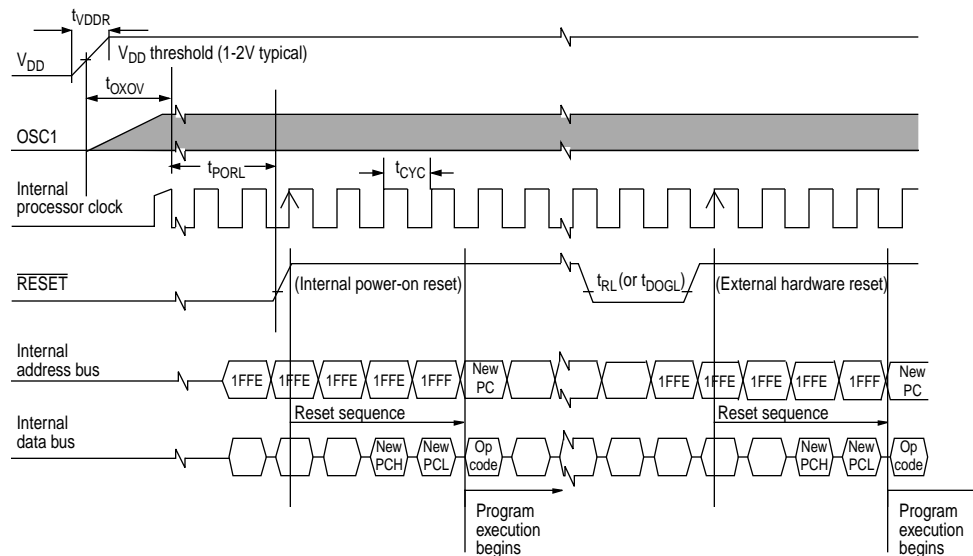 tVDDR
VDD
VDD threshold (1-2V typical)
tOXOV
OSC1
tPORL
tCYC
Internal
processor clock
RESET
(Internal power-on reset)
tRL (or tDOGL)
(External hardware reset)
Internal
address bus
1FFE 1FFE 1FFE 1FFE 1FFF New PC 1FFE 1FFE 1FFE 1FFE 1FFF New PC
Reset sequence
Reset sequence
Internal
data bus
New PCH New PCL Op code New PCH New PCL Op code
Program
execution
begins
Program
execution
begins